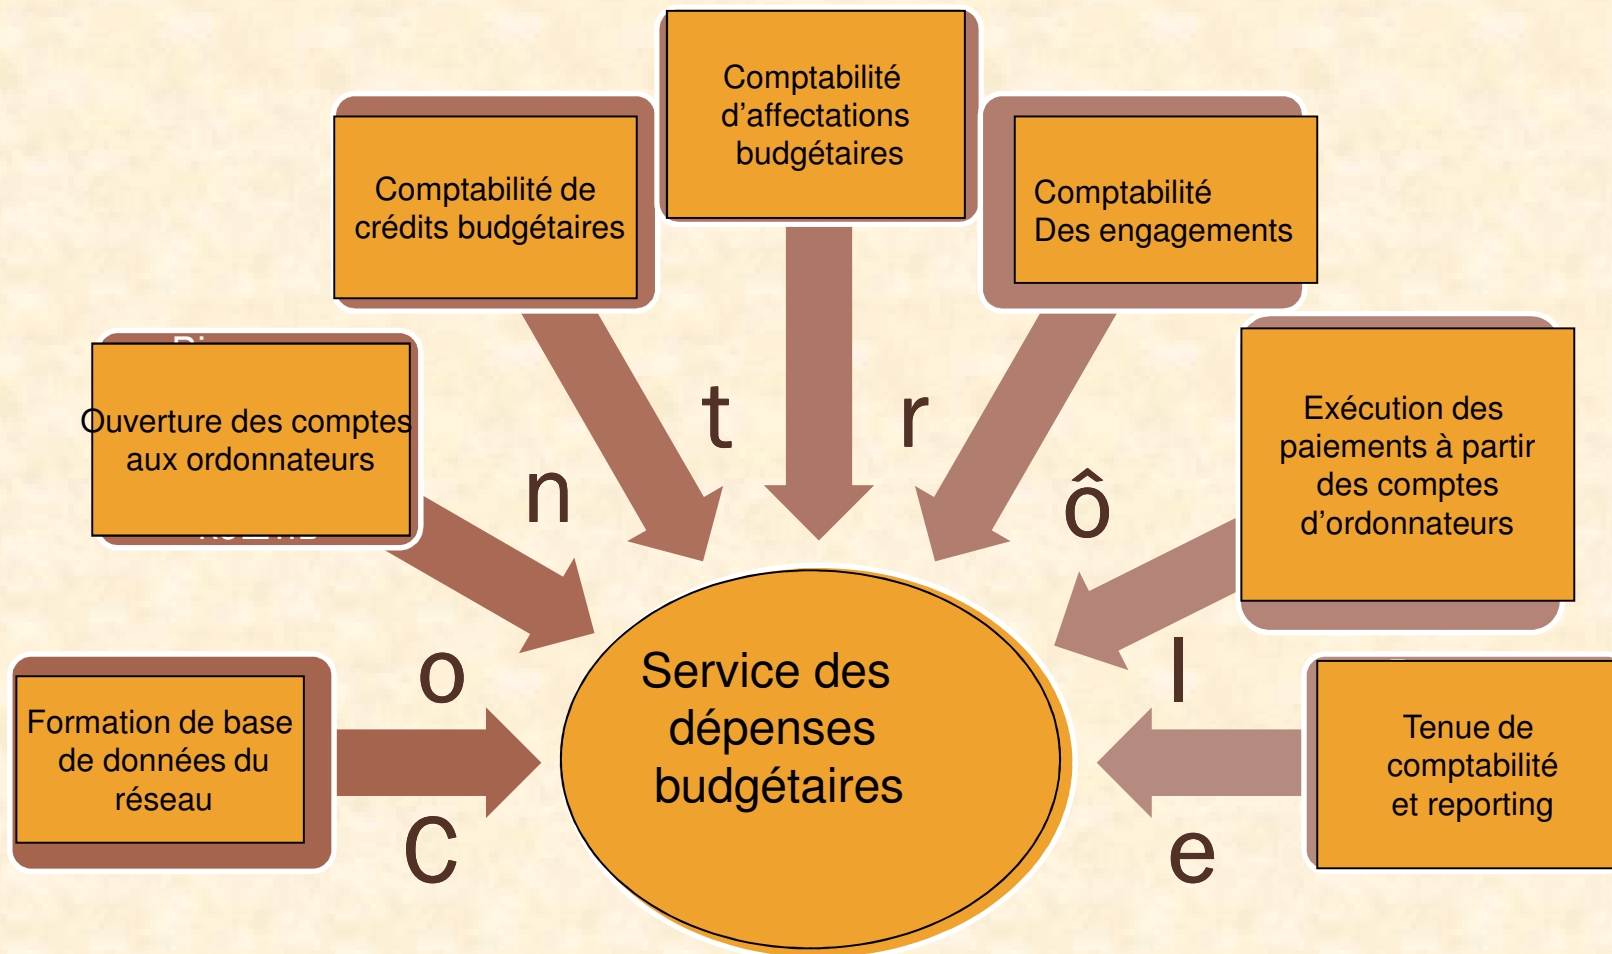 Comptabilité
d’affectations
budgétaires
Comptabilité de
crédits budgétaires
Comptabilité
Des engagements
Ouverture des comptes
aux ordonnateurs
Exécution des
paiements à partir
des comptes
d’ordonnateurs
Formation de base
de données du
réseau
Tenue de
comptabilité
et reporting
Service des
dépenses
budgétaires
C
o
n
t
r
ô
l
e